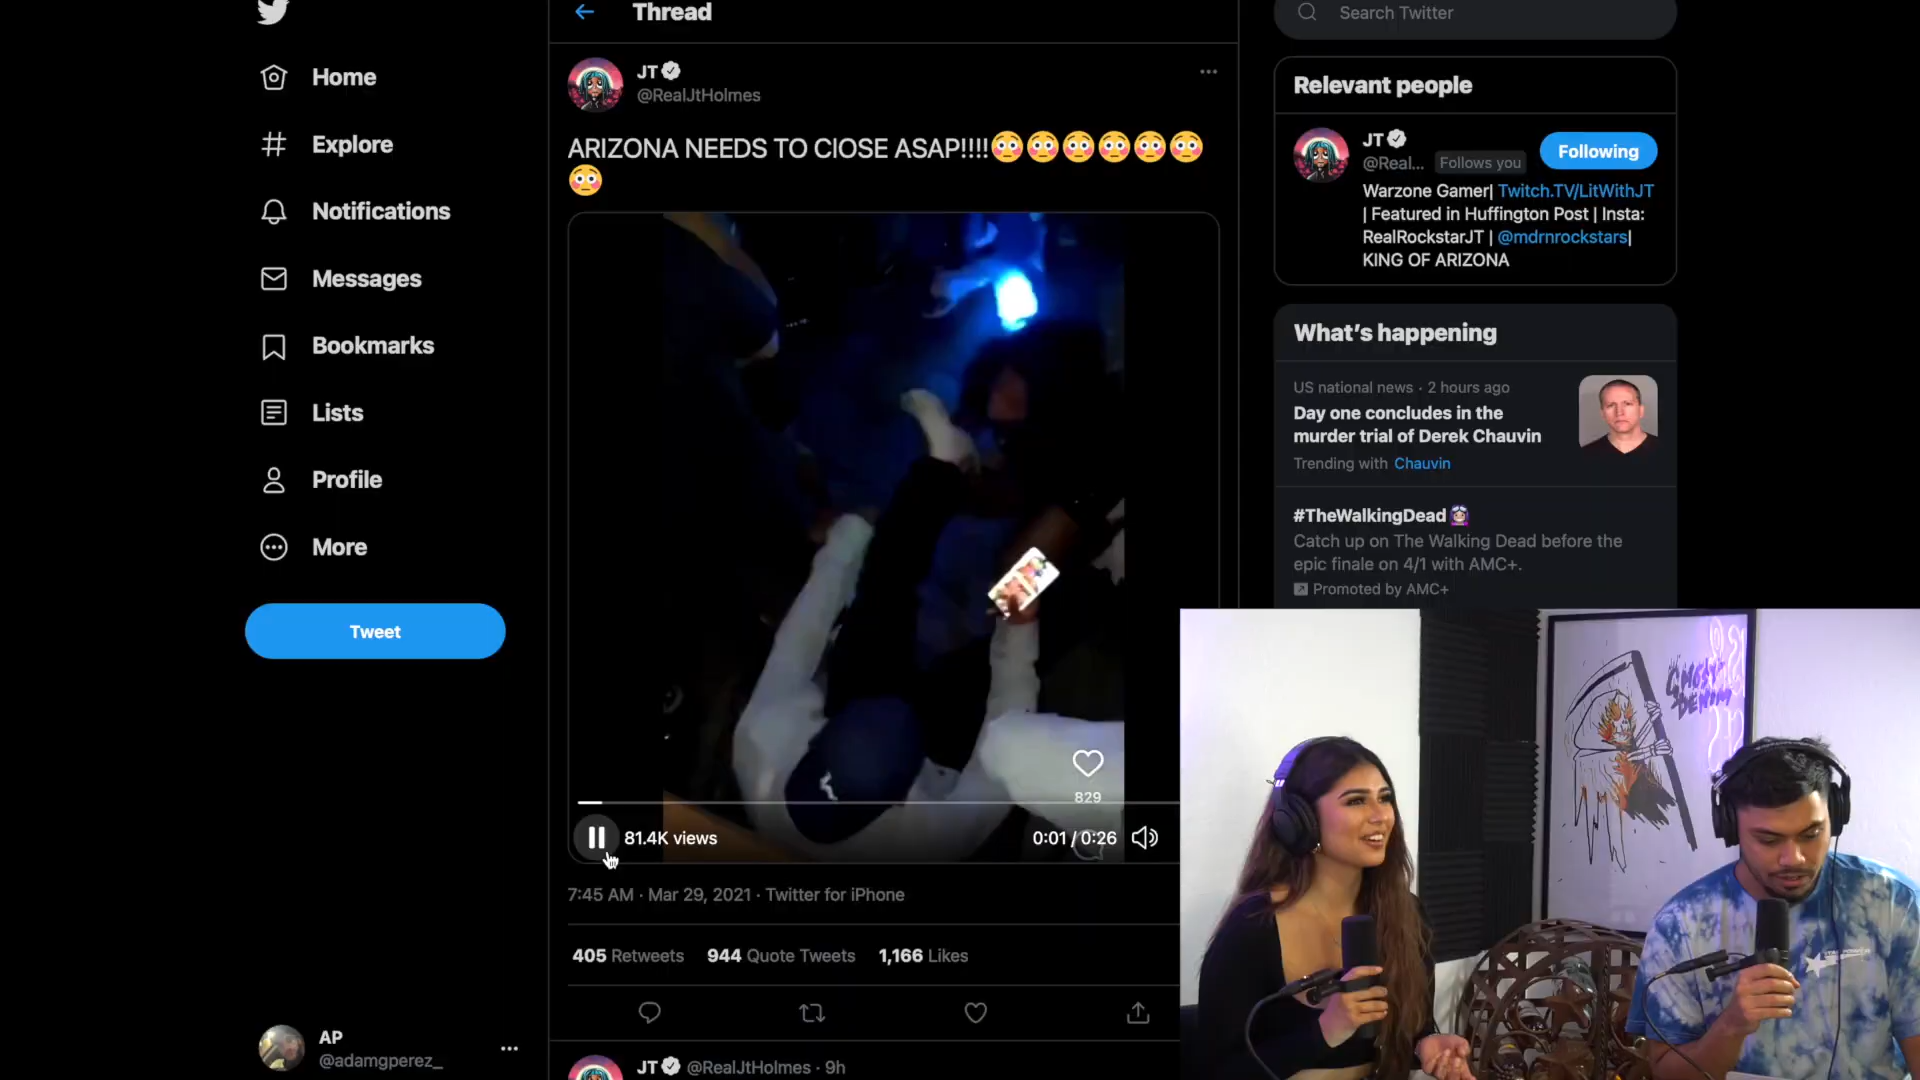 Home
Explore
Notifications
Messages
Bookmarks
Lists
Profile
More
Tweet
AP
@adamgperez_
Thread
JT
@RealJtHolmes
ARIZONA NEEDS TO ClOSE ASAP!!!!😳😳😳😳😳😳
😳
829
81.4K views
0:01 / 0:26
7:45 AM · Mar 29, 2021 · Twitter for iPhone
405 Retweets 944 Quote Tweets 1,166 Likes
JT @RealJtHolmes · 9h
Search Twitter
Relevant people
JT
@Real... Follows you
Following
Warzone Gamer| Twitch.TV/LitWithJT
| Featured in Huffington Post | Insta:
RealRockstarJT | @mdrnrockstars|
KING OF ARIZONA
What's happening
US national news · 2 hours ago
Day one concludes in the
murder trial of Derek Chauvin
Trending with Chauvin
#TheWalkingDead
Catch up on The Walking Dead before the
epic finale on 4/1 with AMC+.
Promoted by AMC+